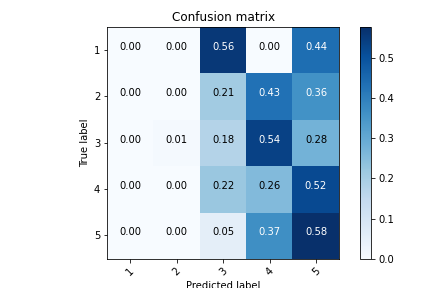 Confusion matrix
1 0.00 0.00 0.56 0.00 0.44
2 0.00 0.00 0.21 0.43 0.36
3 0.00 0.01 0.18 0.54 0.28
4 0.00 0.00 0.22 0.26 0.52
5 0.00 0.00 0.05 0.37 0.58
1 2 3 4 5
True label
Predicted label
0.5
0.4
0.3
0.2
0.1
0.0